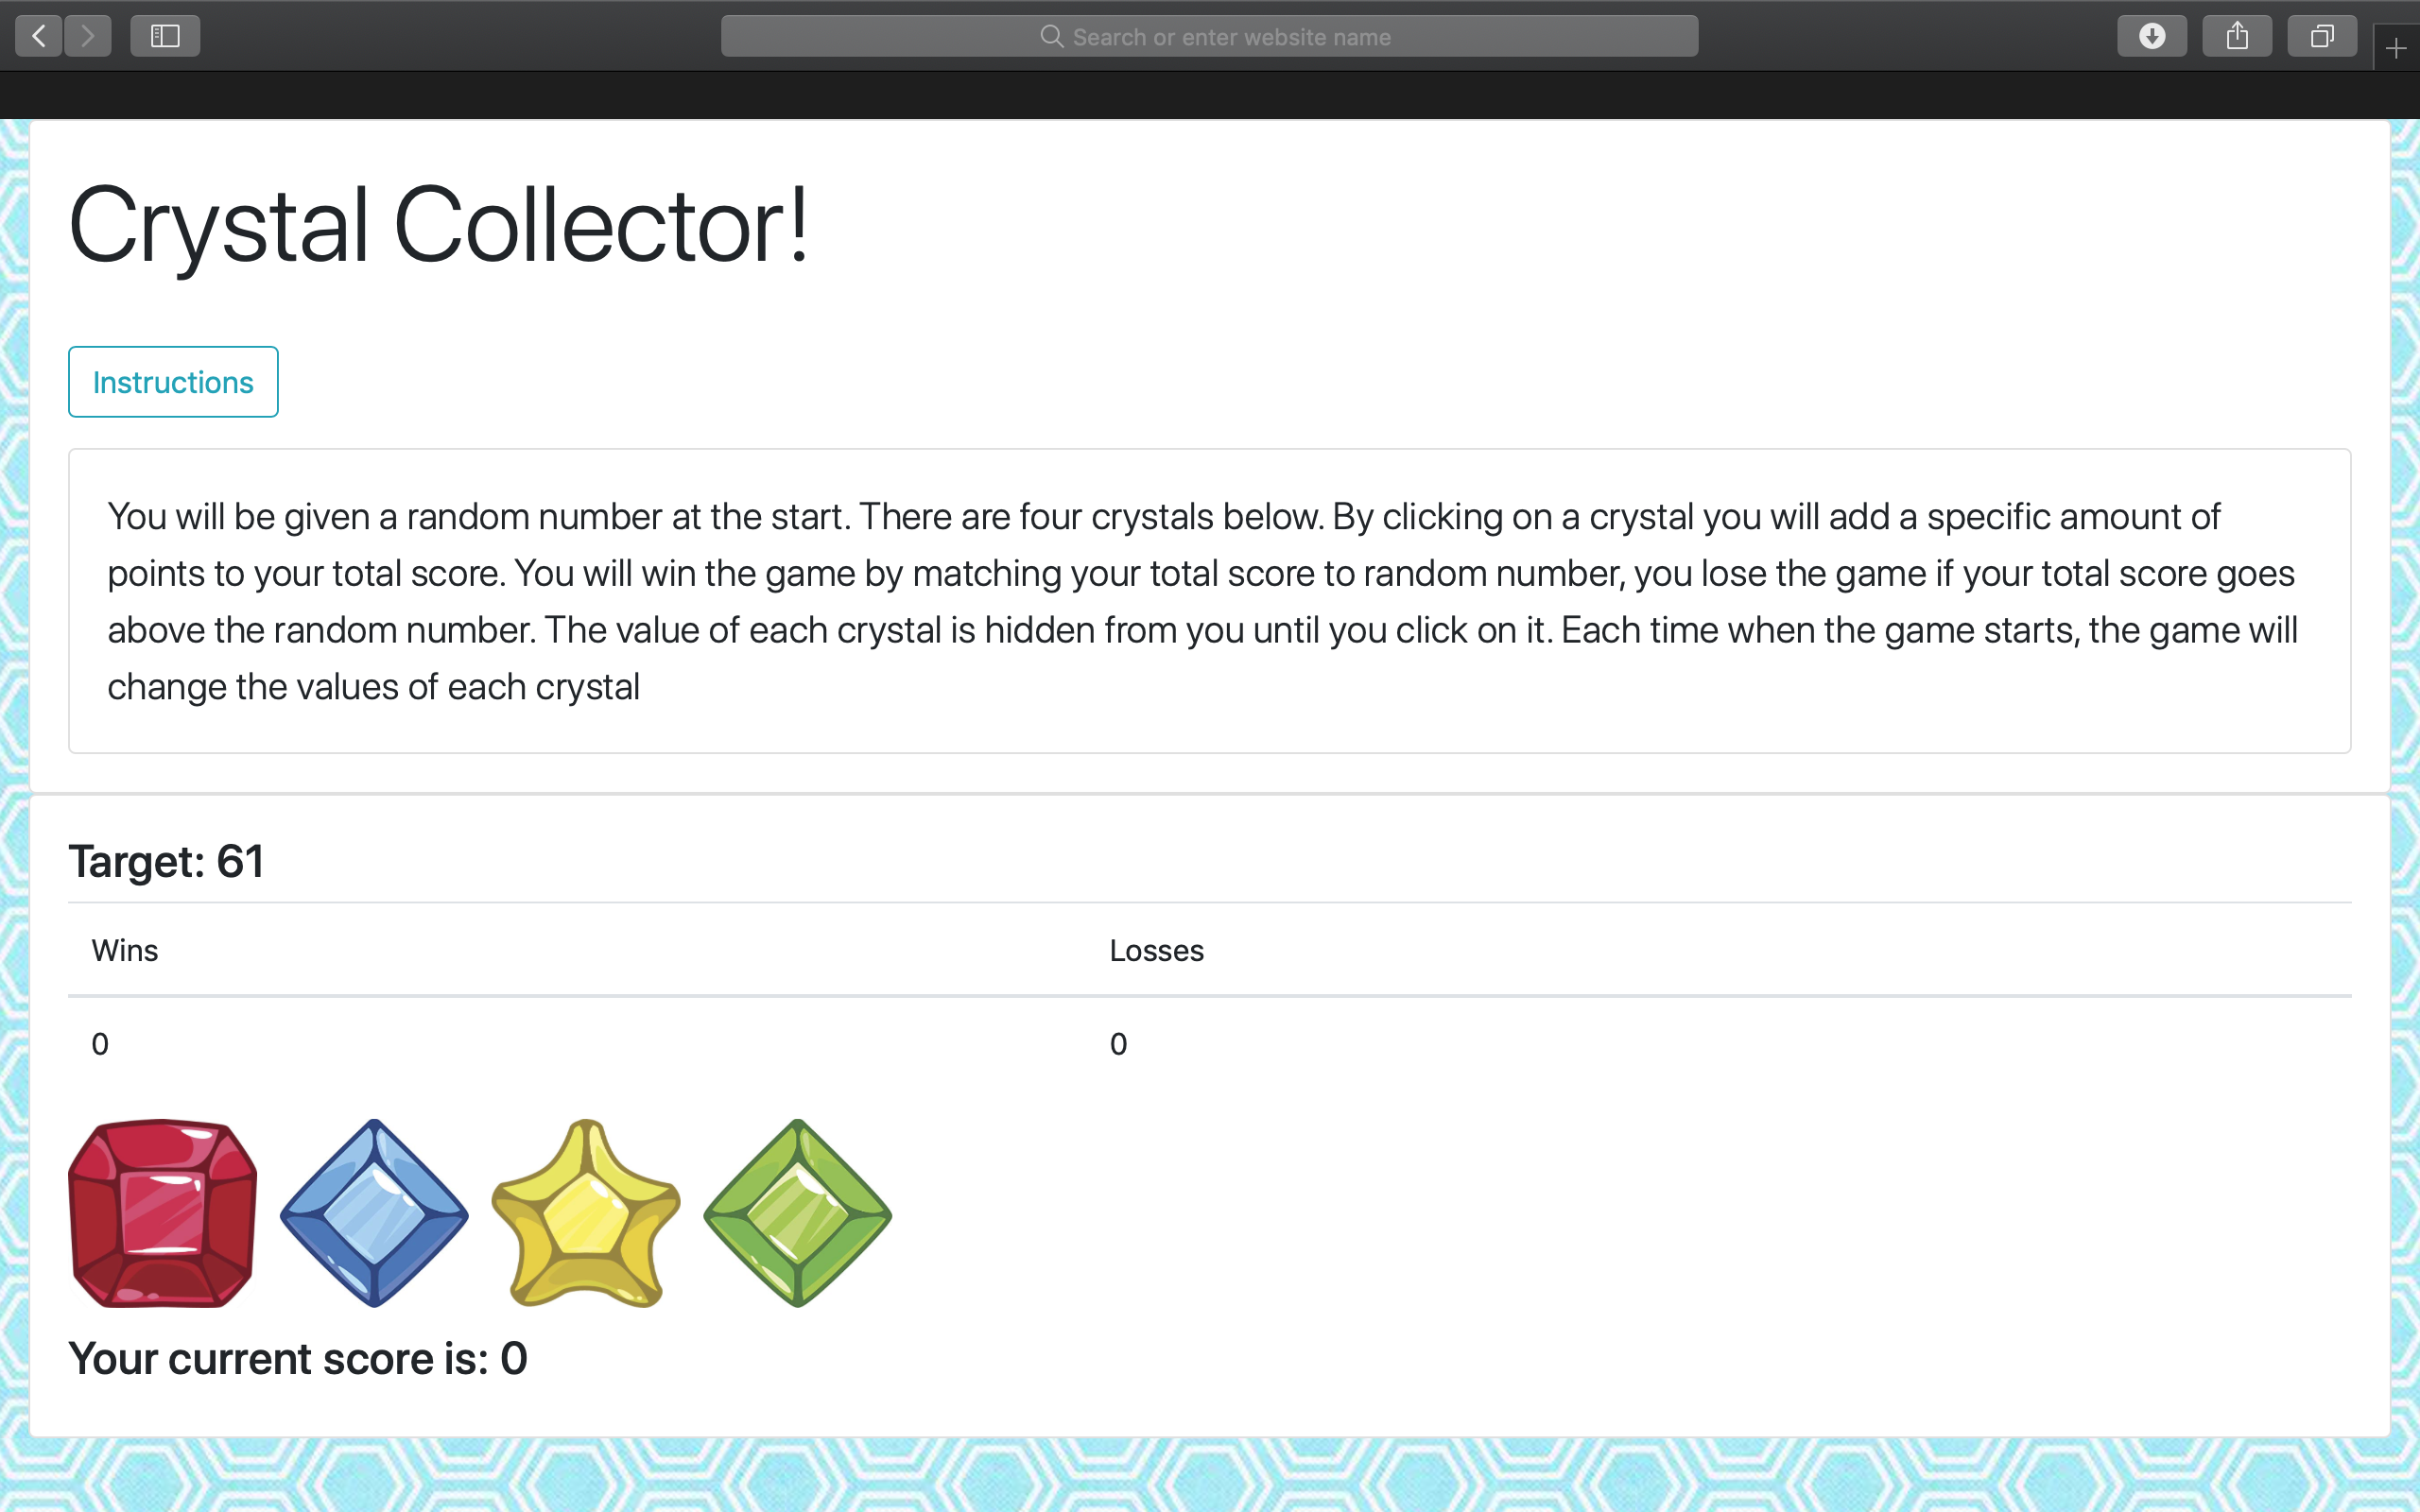 Search or enter website name
Crystal Collector!
Instructions
You will be given a random number at the start. There are four crystals below. By clicking on a crystal you will add a specific amount of
points to your total score. You will win the game by matching your total score to random number, you lose the game if your total score goes
above the random number. The value of each crystal is hidden from you until you click on it. Each time when the game starts, the game will
change the values of each crystal
Target: 61
Wins Losses
0 0
Your current score is: 0